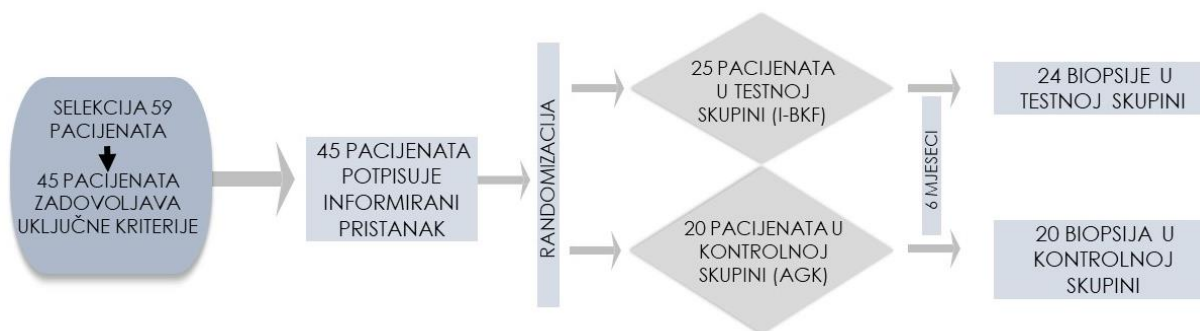 SELEKCIJA 59
PACIJENATA
45 PACIJENATA
ZADOVOLJAVA
UKLJUČNE KRITERIJE
45 PACIJENATA
POTPISUJE
INFORMIRANI
PRISTANAK
RANDOMIZACIJA
25 PACIJENATA
U TESTNOJ
SKUPINI (I-BKF)
20 PACIJENATA U
KONTROLNOJ
SKUPINI (AGK)
6 MJESECI
24 BIOPSIJE U
TESTNOJ SKUPINI
20 BIOPSIJA U
KONTROLNOJ
SKUPINI